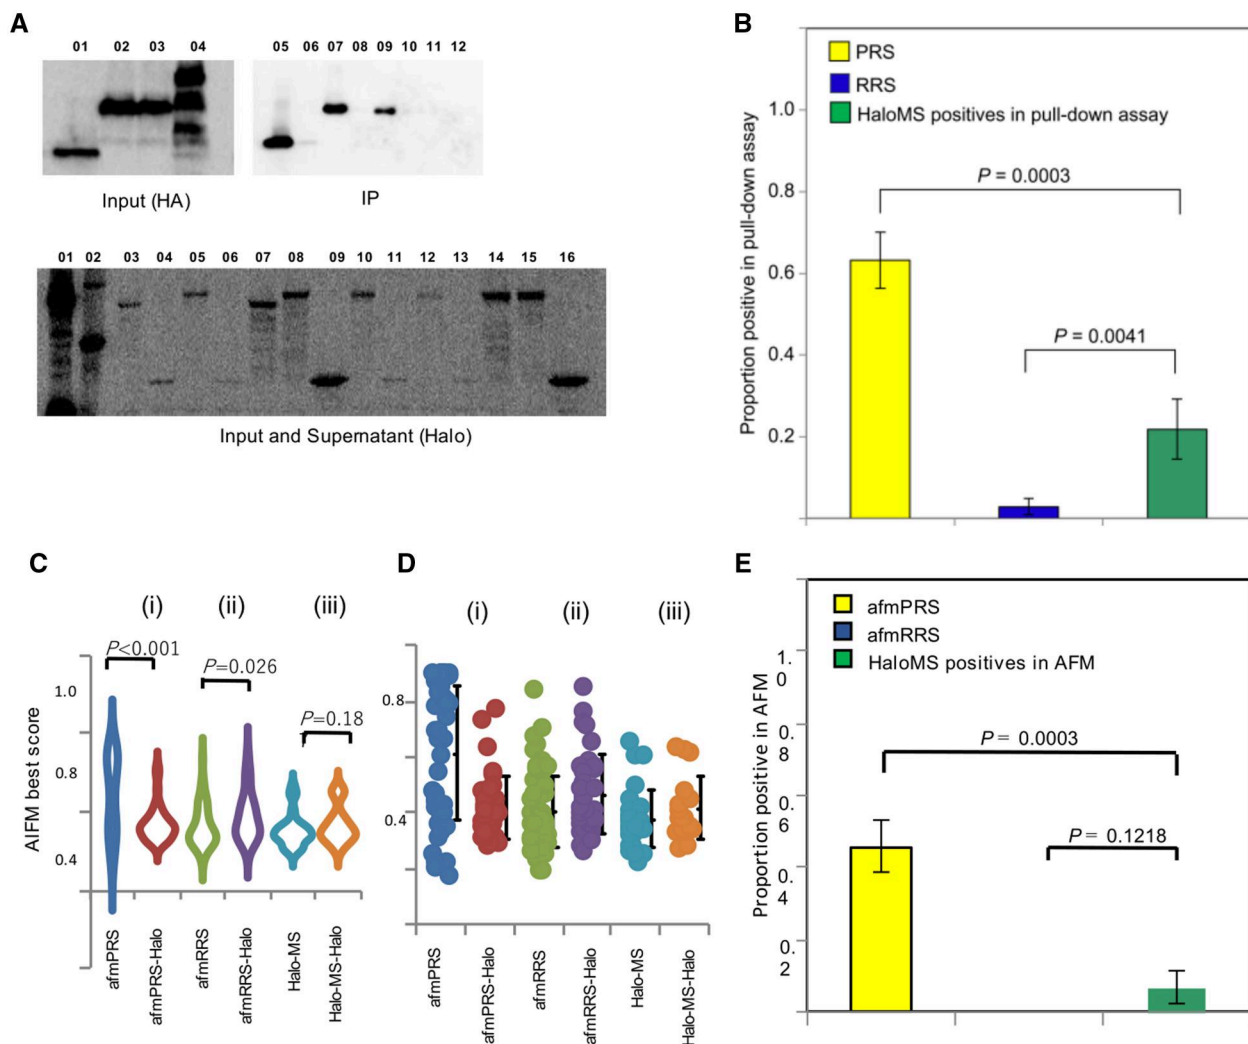 A
01 02 03 04
05 06 07 08 09 10 11 12
Input (HA)
IP
01 02 03 04 05 06 07 08 09 10 11 12 13 14 15 16
Input and Supernatant (Halo)
B
PRS
RRS
HaloMS positives in pull-down assay
Proportion positive in pull-down assay
1.0
0.8
0.6
0.4
0.2
P = 0.0003
P = 0.0041
C
(i) (ii) (iii)
P<0.001
P=0.026
P=0.18
AIFM best score
1.0
0.8
0.4
afmPRS
afmPRS-Halo
afmRRS
afmRRS-Halo
Halo-MS
Halo-MS-Halo
D
(i) (ii) (iii)
0.8
0.4
afmPRS
afmPRS-Halo
afmRRS
afmRRS-Halo
Halo-MS
Halo-MS-Halo
E
afmPRS
afmRRS
HaloMS positives in AFM
Proportion positive in AFM
1.
0
0.
8
0.
6
0.
4
0.
2
P = 0.0003
P = 0.1218